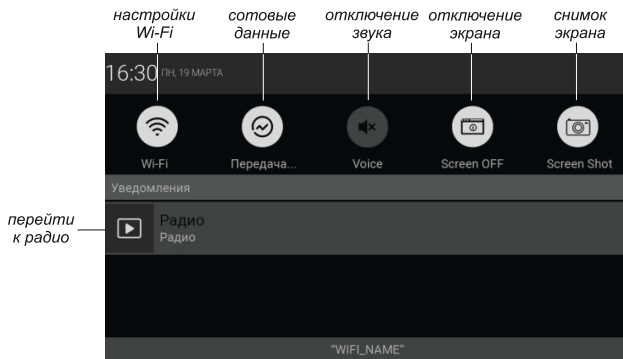 настройки
Wi-Fi
сотовые
данные
отключение
звука
отключение
экрана
снимок
экрана
16:30 ПН, 19 МАРТА
Wi-Fi
Передача...
Voice
Screen OFF
Screen Shot
Уведомления
перейти
к радио
Радио
Радио
"WIFI_NAME"